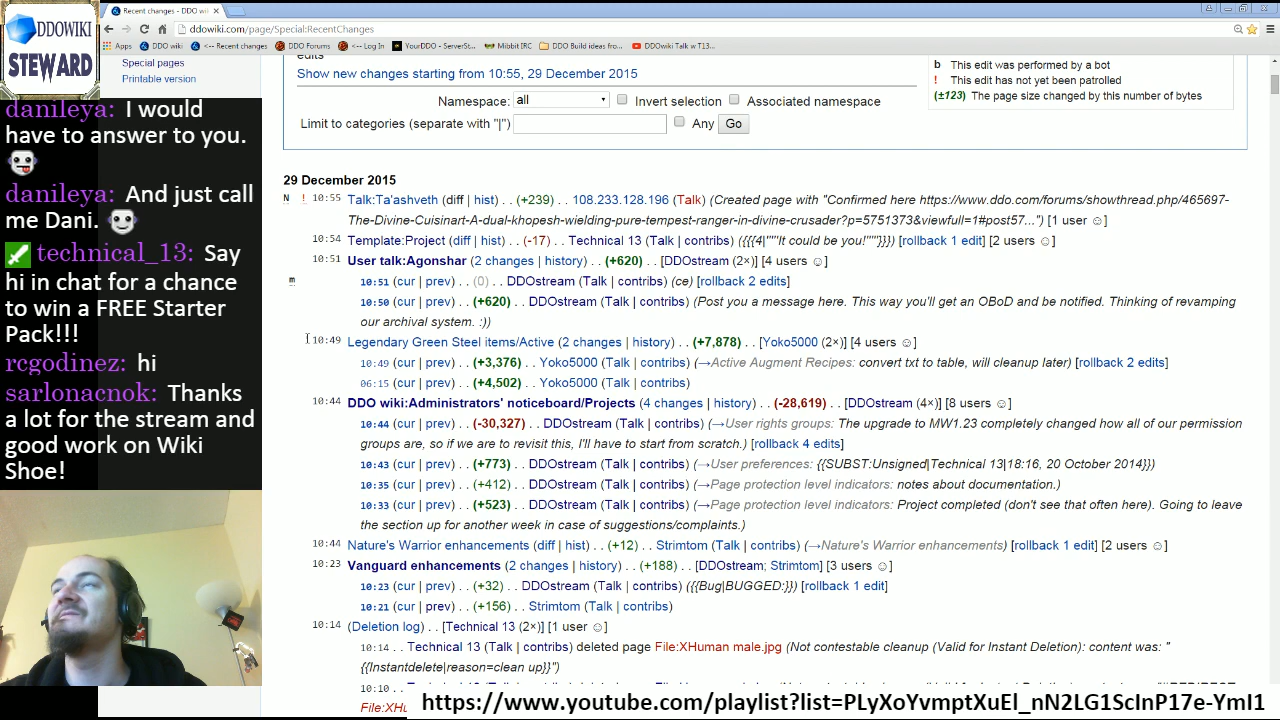 DDOWIKI
STEWARD
Recent changes - DDO wi
ddowiki.com/page/Special:RecentChanges
Apps DDO wiki <-- Recent changes DDO Forums <-- Log In YourDDO - ServerSt... Mibbit IRC DDO Build ideas fro... DDOwiki Talk w T13...
Special pages
Printable version
danileya: I would
have to answer to you.
danileya: And just call
me Dani.
technical_13: Say
hi in chat for a chance
to win a FREE Starter
Pack!!!
rcgodinez: hi
sarlonacnok: Thanks
a lot for the stream and
good work on Wiki
Shoe!
edits
Show new changes starting from 10:55, 29 December 2015
b This edit was performed by a bot
! This edit has not yet been patrolled
(±123) The page size changed by this number of bytes
Namespace: all Invert selection Associated namespace
Limit to categories (separate with "|") Any Go
29 December 2015
N ! 10:55 Talk:Ta'ashveth (diff | hist) . . (+239) . . 108.233.128.196 (Talk) (Created page with "Confirmed here https://www.ddo.com/forums/showthread.php/465697-
The-Divine-Cuisinart-A-dual-khopesh-wielding-pure-tempest-ranger-in-divine-crusader?p=5751373&viewfull=1#post57...") [1 user ☺]
10:54 Template:Project (diff | hist) . . (-17) . . Technical 13 (Talk | contribs) ({{{4|''"It could be you!"''}}}) [rollback 1 edit] [2 users ☺]
10:51 User talk:Agonshar (2 changes | history) . . (+620) . . [DDOstream (2×)] [4 users ☺]
m 10:51 (cur | prev) . . (0) . . DDOstream (Talk | contribs) (ce) [rollback 2 edits]
10:50 (cur | prev) . . (+620) . . DDOstream (Talk | contribs) (Post you a message here. This way you'll get an OBoD and be notified. Thinking of revamping
our archival system. :))
10:49 Legendary Green Steel items/Active (2 changes | history) . . (+7,878) . . [Yoko5000 (2×)] [4 users ☺]
10:49 (cur | prev) . . (+3,376) . . Yoko5000 (Talk | contribs) (→Active Augment Recipes: convert txt to table, will cleanup later) [rollback 2 edits]
06:15 (cur | prev) . . (+4,502) . . Yoko5000 (Talk | contribs)
10:44 DDO wiki:Administrators' noticeboard/Projects (4 changes | history) . . (-28,619) . . [DDOstream (4×)] [8 users ☺]
10:44 (cur | prev) . . (-30,327) . . DDOstream (Talk | contribs) (→User rights groups: The upgrade to MW1.23 completely changed how all of our permission
groups are, so if we are to revisit this, I'll have to start from scratch.) [rollback 4 edits]
10:43 (cur | prev) . . (+773) . . DDOstream (Talk | contribs) (→User preferences: {{SUBST:Unsigned|Technical 13|18:16, 20 October 2014}})
10:35 (cur | prev) . . (+412) . . DDOstream (Talk | contribs) (→Page protection level indicators: notes about documentation.)
10:33 (cur | prev) . . (+523) . . DDOstream (Talk | contribs) (→Page protection level indicators: Project completed (don't see that often here). Going to leave
the section up for another week in case of suggestions/complaints.)
10:44 Nature's Warrior enhancements (diff | hist) . . (+12) . . Strimtom (Talk | contribs) (→Nature's Warrior enhancements) [rollback 1 edit] [2 users ☺]
10:23 Vanguard enhancements (2 changes | history) . . (+188) . . [DDOstream; Strimtom] [3 users ☺]
10:23 (cur | prev) . . (+32) . . DDOstream (Talk | contribs) ({{Bug|BUGGED:}}) [rollback 1 edit]
10:21 (cur | prev) . . (+156) . . Strimtom (Talk | contribs)
10:14 (Deletion log) . . [Technical 13 (2×)] [1 user ☺]
10:14 . . Technical 13 (Talk | contribs) deleted page File:XHuman male.jpg (Not contestable cleanup (Valid for Instant Deletion): content was: "
{{Instantdelete|reason=clean up}}")
10:10
File:XHu
https://www.youtube.com/playlist?list=PLyXoYvmptXuEl_nN2LG1ScInP17e-YmI1